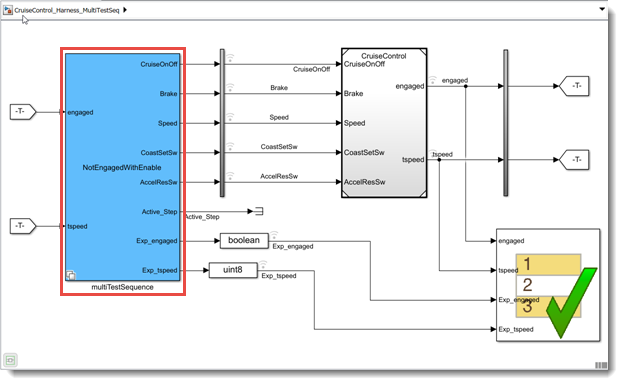 CruiseControl_Harness_MultiTestSeq
CruiseOnOff
Brake
Speed
CoastSetSw
AccelResSw
Active_Step
Exp_engaged
Exp_tspeed
engaged
tspeed
NotEngagedWithEnable
multiTestSequence
-T-
-T-
CruiseOnOff
Brake
Speed
CoastSetSw
AccelResSw
Active_Step
boolean
Exp_engaged
uint8
Exp_tspeed
CruiseControl
CruiseOnOff
Brake
Speed
CoastSetSw
AccelResSw
engaged
tspeed
engaged
tspeed
-T-
-T-
engaged
tspeed
Exp_engaged
Exp_tspeed
1
2
3